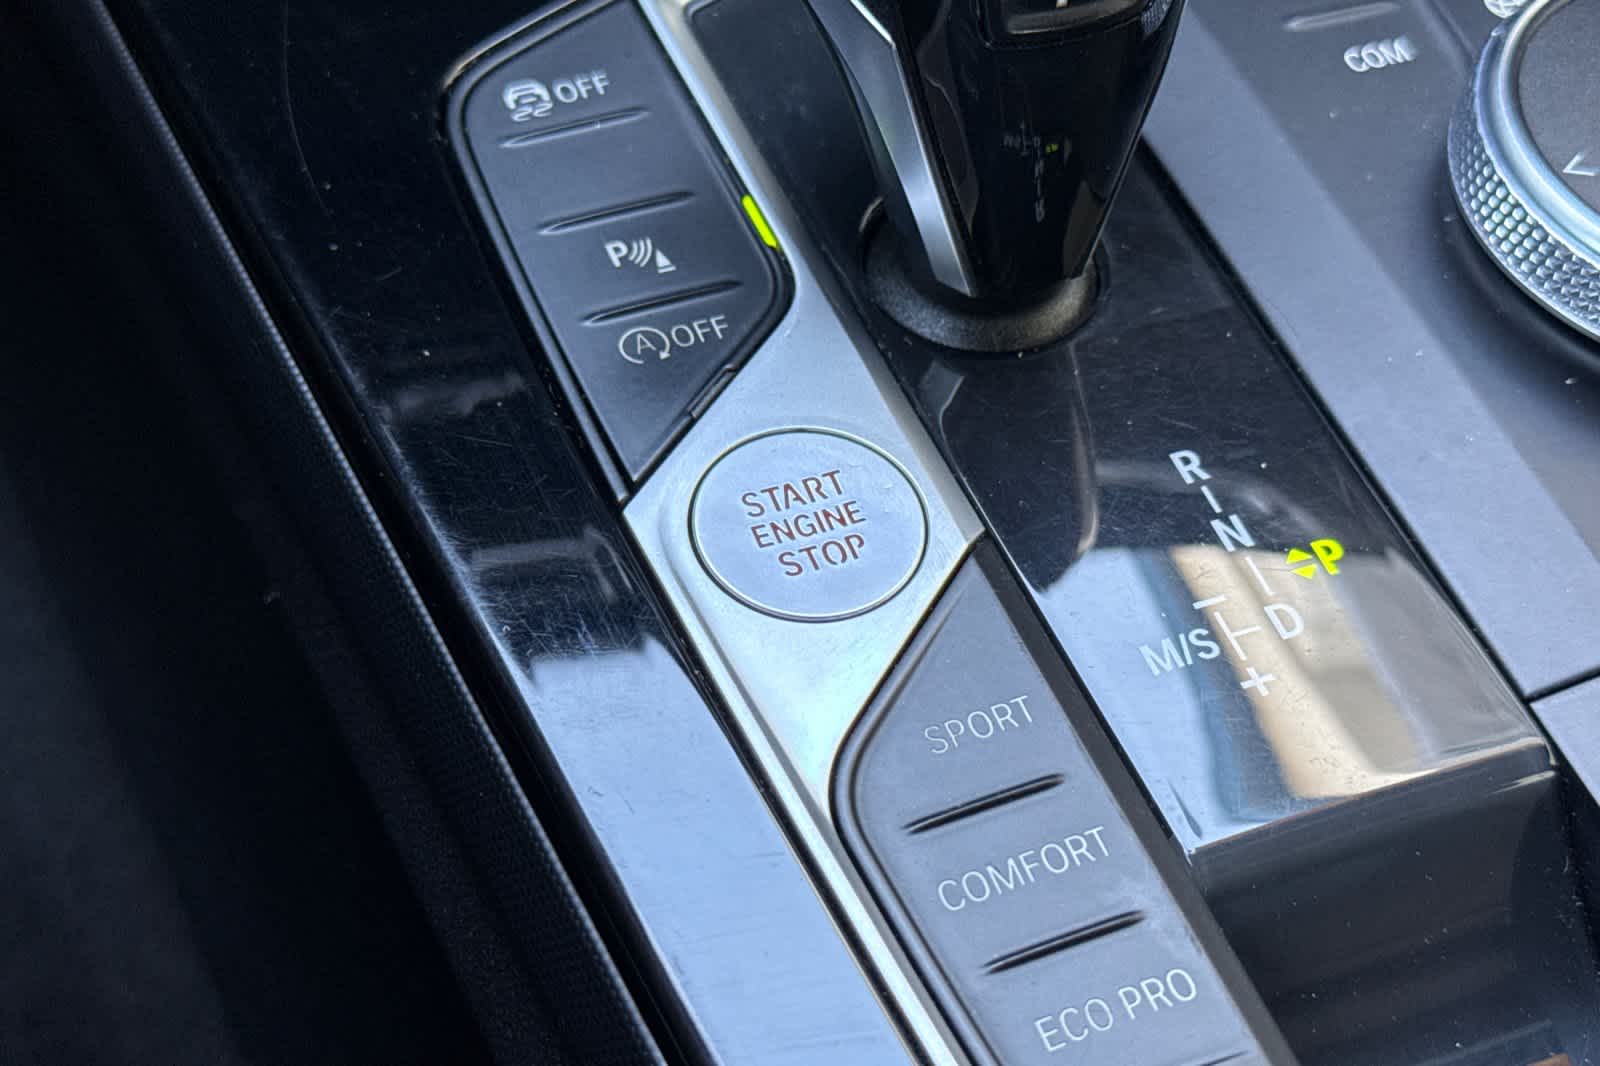 OFF
P
A OFF
START
ENGINE
STOP
SPORT
COMFORT
ECO PRO
COM
R
N
P
D
M/S
−
+